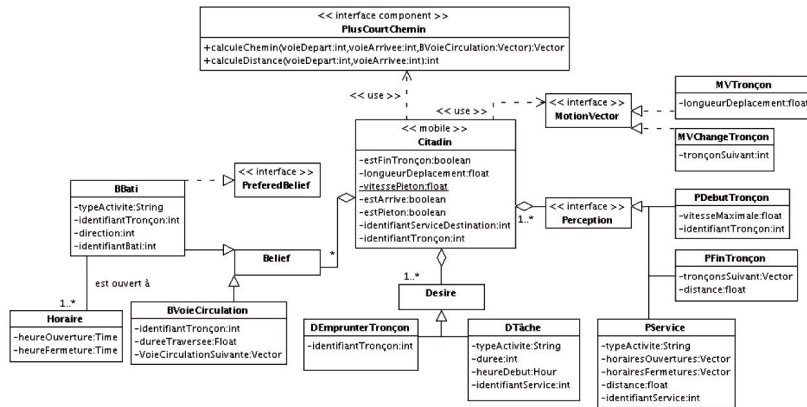 << interface component >>
PlusCourtChemin
+calculeChemin(voieDepart:int,voieArrivee:int,BVoieCirculation:Vector):Vector
+calculeDistance(voieDepart:int,voieArrivee:int):int
<< use >>
<< use >>
<< interface >>
MotionVector
MVTronçon
-longueurDeplacement:float
MVChangeTronçon
-tronçonSuivant:int
<< mobile >>
Citadin
-estFinTronçon:boolean
-longueurDeplacement:float
-vitessePieton:float
-estArrive:boolean
-estPieton:boolean
-identifiantServiceDestination:int
-identifiantTronçon:int
<< interface >>
PreferedBelief
BBati
-typeActivite:String
-identifiantTronçon:int
-direction:int
-identifiantBati:int
1..*
<< interface >>
Perception
PDebutTronçon
-vitesseMaximale:float
-identifiantTronçon:int
Belief
*
PFinTronçon
-tronçonsSuivant:Vector
-distance:float
est ouvert à
1..*
1..*
Desire
Horaire
-heureOuverture:Time
-heureFermeture:Time
BVoieCirculation
-identifiantTronçon:int
-dureeTraversee:Float
-VoieCirculationSuivante:Vector
DEmprunterTronçon
-identifiantTronçon:int
DTâche
-typeActivite:String
-duree:int
-heureDebut:Hour
-identifiantService:int
PService
-typeActivite:String
-horairesOuvertures:Vector
-horairesFermetures:Vector
-distance:float
-identifiantService:int